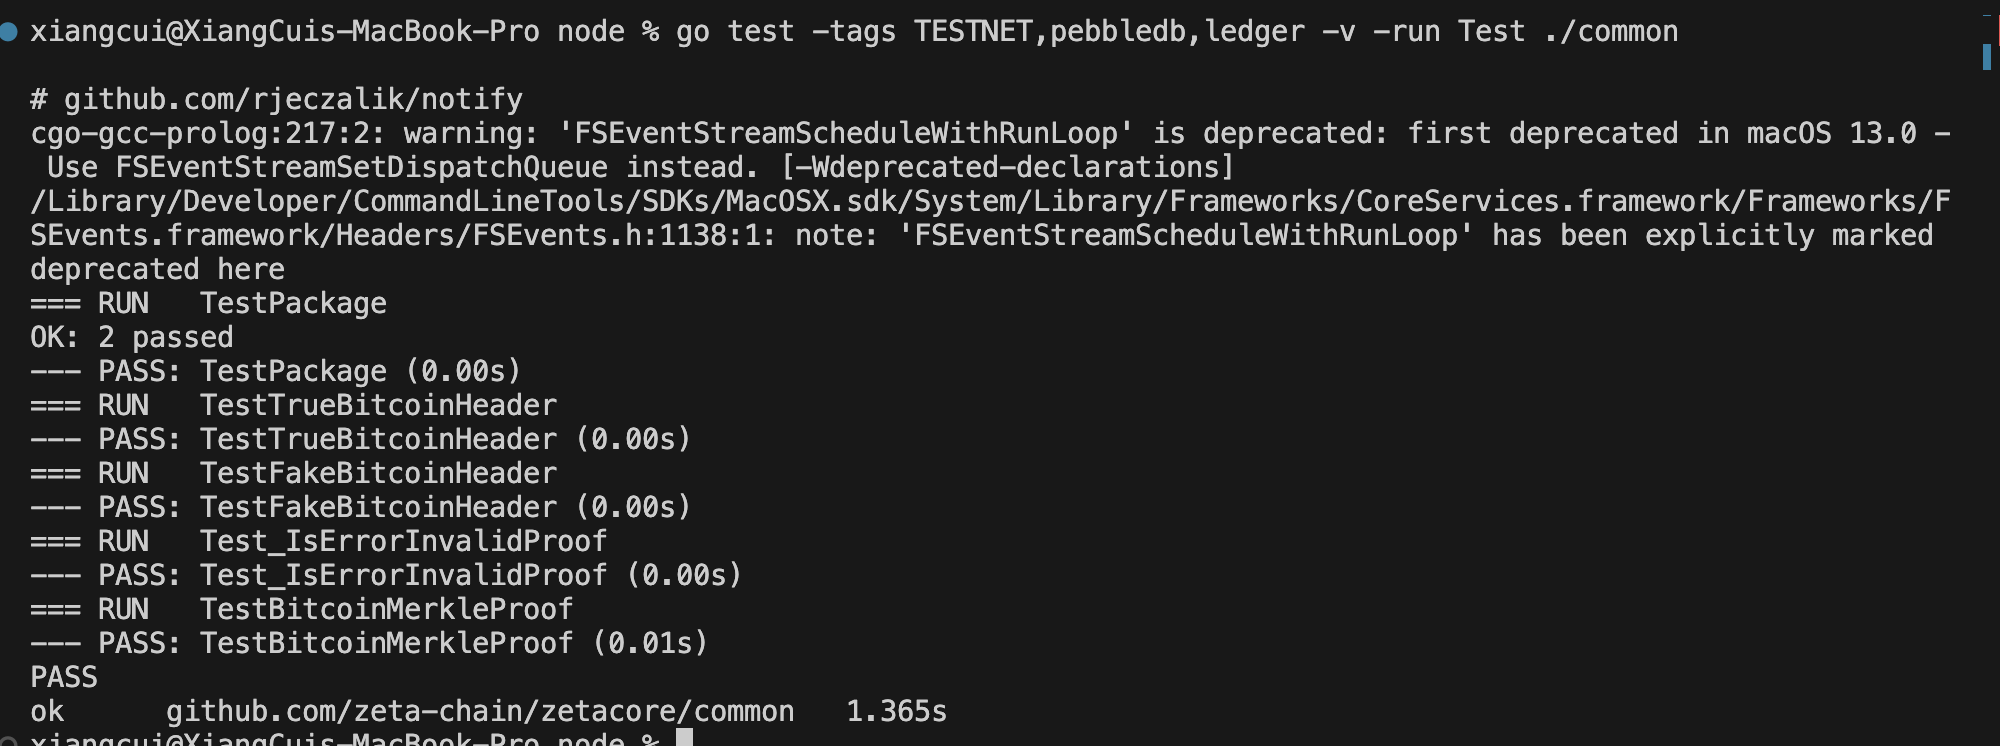 xiangcui@XiangCuis-MacBook-Pro node % go test -tags TESTNET,pebbledb,ledger -v -run Test ./common
# github.com/rjeczalik/notify
cgo-gcc-prolog:217:2: warning: 'FSEventStreamScheduleWithRunLoop' is deprecated: first deprecated in macOS 13.0 -
 Use FSEventStreamSetDispatchQueue instead. [-Wdeprecated-declarations]
/Library/Developer/CommandLineTools/SDKs/MacOSX.sdk/System/Library/Frameworks/CoreServices.framework/Frameworks/F
SEvents.framework/Headers/FSEvents.h:1138:1: note: 'FSEventStreamScheduleWithRunLoop' has been explicitly marked
deprecated here
=== RUN   TestPackage
OK: 2 passed
--- PASS: TestPackage (0.00s)
=== RUN   TestTrueBitcoinHeader
--- PASS: TestTrueBitcoinHeader (0.00s)
=== RUN   TestFakeBitcoinHeader
--- PASS: TestFakeBitcoinHeader (0.00s)
=== RUN   Test_IsErrorInvalidProof
--- PASS: Test_IsErrorInvalidProof (0.00s)
=== RUN   TestBitcoinMerkleProof
--- PASS: TestBitcoinMerkleProof (0.01s)
PASS
ok      github.com/zeta-chain/zetacore/common   1.365s
xiangcui@XiangCuis-MacBook-Pro node %